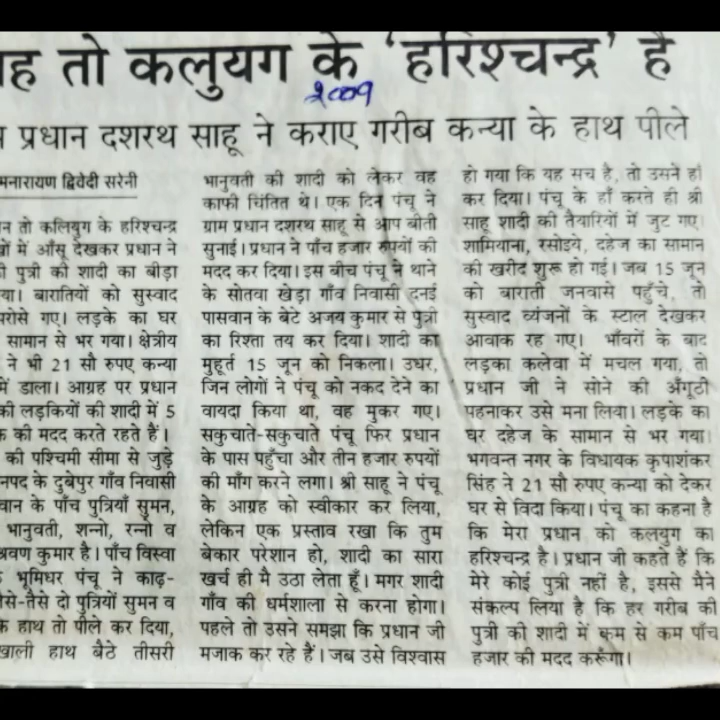 तो कलुयग के 'हरिश्चन्द्र' है
2009
प्रधान दशरथ साहू ने कराए गरीब कन्या के हाथ पीले
द्विवेदी सरेनी
तो कलियुग के हरिश्चन्द्र
में आँसू देखकर प्रधान ने
पुत्री की शादी का बीड़ा
बारातियों को सुस्वाद
गए। लड़के का घर
सामान से भर गया। क्षेत्रीय
ने भी 21 सौ रुपए कन्या
में डाला। आग्रह पर प्रधान
की लड़कियों की शादी में 5
की मदद करते रहते हैं।
की पश्चिमी सीमा से जुड़े
के दुबेपुर गाँव निवासी
के पाँच पुत्रियाँ सुमन,
भानुवती, शन्नो, रन्नो व
कुमार है। पाँच विस्वा
भूमिधर पंचू ने काढ़-
दो पुत्रियों सुमन व
हाथ तो पीले कर दिया,
खाली हाथ बैठे तीसरी
भानुवती की शादी को लेकर वह
काफी चिंतित थे। एक दिन पंचू ने
ग्राम प्रधान दशरथ साहू से आप बीती
सुनाई। प्रधान ने पाँच हजार रुपयों की
मदद कर दिया। इस बीच पंचू ने थाने
के सोतवा खेड़ा गाँव निवासी दनई
पासवान के बेटे अजय कुमार से पुत्री
का रिश्ता तय कर दिया। शादी का
मुहूर्त 15 जून को निकला। उधर,
जिन लोगों ने पंचू को नकद देने का
वायदा किया था, वह मुकर गए।
सकुचाते-सकुचाते पंचू फिर प्रधान
के पास पहुँचा और तीन हजार रुपयों
की माँग करने लगा। श्री साहू ने पंचू
के आग्रह को स्वीकार कर लिया,
लेकिन एक प्रस्ताव रखा कि तुम
बेकार परेशान हो, शादी का सारा
खर्च ही मै उठा लेता हूँ। मगर शादी
गाँव की धर्मशाला से करना होगा।
पहले तो उसने समझा कि प्रधान जी
मजाक कर रहे हैं। जब उसे विश्वास
हो गया कि यह सच है, तो उसने हाँ
कर दिया। पंचू के हाँ करते ही श्री
साहू शादी की तैयारियों में जुट गए।
शामियाना, रसोइये, दहेज का सामान
की खरीद शुरू हो गई। जब 15 जून
को बाराती जनवासे पहुँचे, तो
सुस्वाद व्यंजनों के स्टाल देखकर
आवाक रह गए। भाँवरों के बाद
लड़का कलेवा में मचल गया, तो
प्रधान जी ने सोने की अँगूठी
पहनाकर उसे मना लिया। लड़के का
घर दहेज के सामान से भर गया।
भगवन्त नगर के विधायक कृपाशंकर
सिंह ने 21 सौ रुपए कन्या को देकर
घर से विदा किया। पंचू का कहना है
कि मेरा प्रधान को कलयुग का
हरिश्चन्द्र है। प्रधान जी कहते हैं कि
मेरे कोई पुत्री नहीं है, इससे मैने
संकल्प लिया है कि हर गरीब की
पुत्री की शादी में कम से कम पाँच
हजार की मदद करूँगा।